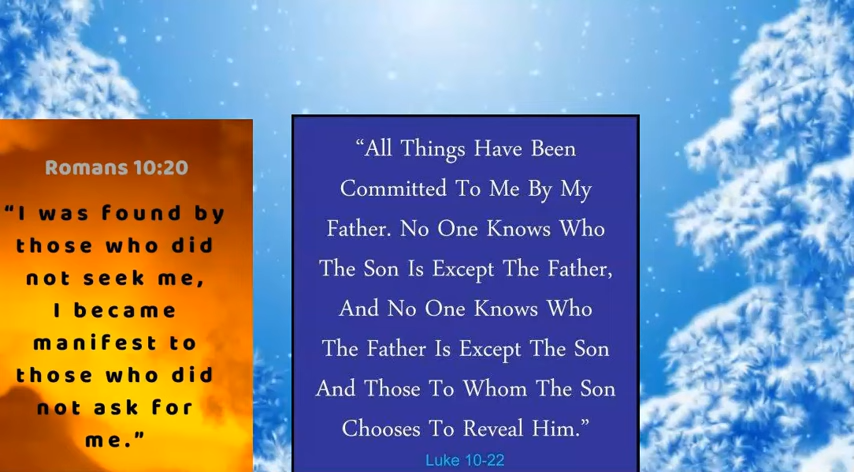 Romans 10:20
“I was found by
those who did
not seek me,
I became
manifest to
those who did
not ask for
me.”
“All Things Have Been
Committed To Me By My
Father. No One Knows Who
The Son Is Except The Father,
And No One Knows Who
The Father Is Except The Son
And Those To Whom The Son
Chooses To Reveal Him.”
Luke 10-22